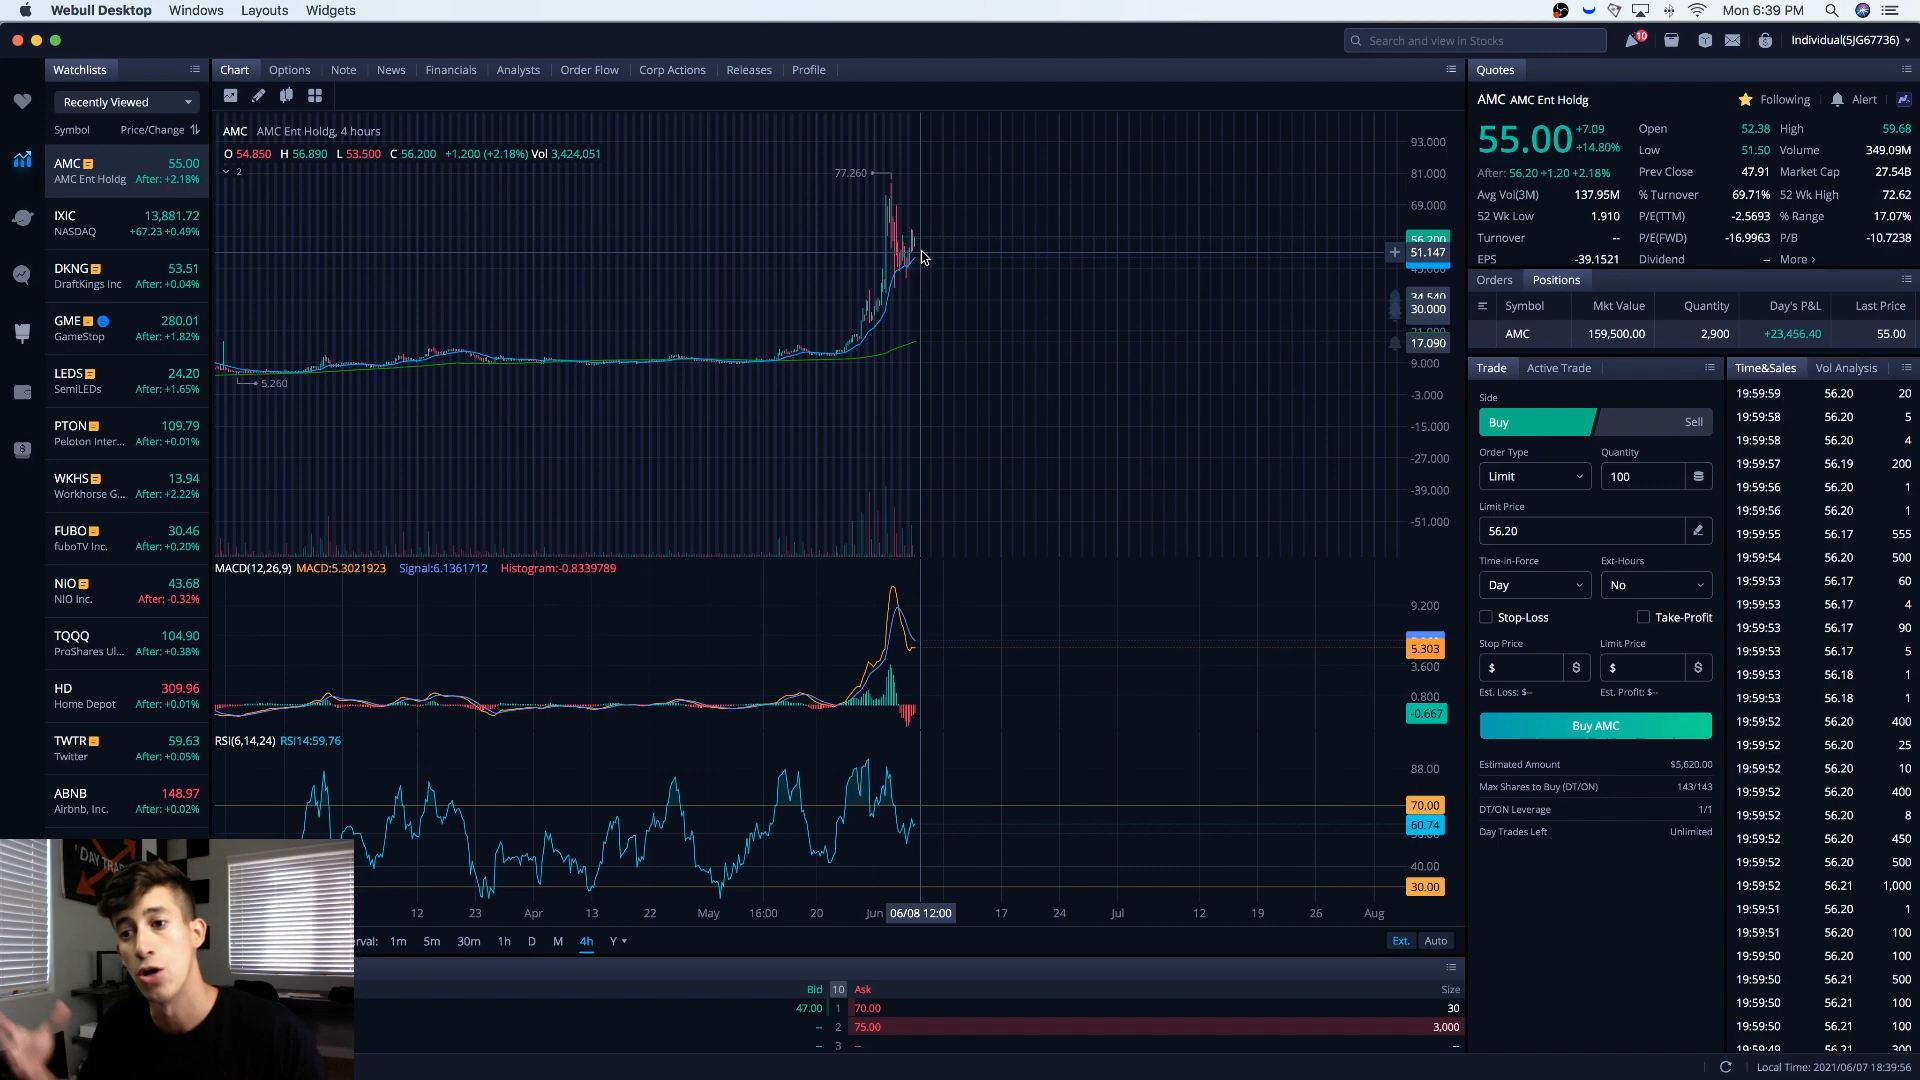 Webull Desktop Windows Layouts Widgets Mon 6:39 PM
Search and view in Stocks 10 Individual(5JG67736)
Watchlists
Recently Viewed
Symbol Price/Change
AMC 55.00
AMC Ent Holdg After: +2.18%
IXIC 13,881.72
NASDAQ +67.23 +0.49%
DKNG 53.51
DraftKings Inc After: +0.04%
GME 280.01
GameStop After: +1.82%
LEDS 24.20
SemiLEDs After: +1.65%
PTON 109.79
Peloton Inter... After: +0.01%
WKHS 13.94
Workhorse G... After: +2.22%
FUBO 30.46
fuboTV Inc. After: +0.20%
NIO 43.68
NIO Inc. After: -0.32%
TQQQ 104.90
ProShares Ul... After: +0.38%
HD 309.96
Home Depot After: +0.01%
TWTR 59.63
Twitter After: +0.05%
ABNB 148.97
Airbnb, Inc. After: +0.02%
DAY TRAD
Chart Options Note News Financials Analysts Order Flow Corp Actions Releases Profile
AMC AMC Ent Holdg, 4 hours
O 54.850 H 56.890 L 53.500 C 56.200 +1.200 (+2.18%) Vol 3,424,051
2
77.260
5.260
93.000
81.000
69.000
56.200
51.147
34.540
30.000
17.090
9.000
-3.000
-15.000
-27.000
-39.000
-51.000
MACD(12,26,9) MACD:5.3021923 Signal:6.1361712 Histogram:-0.8339789
9.200
5.303
3.600
0.800
-0.667
RSI(6,14,24) RSI14:59.76
88.00
70.00
60.74
40.00
30.00
12 23 Apr 13 22 May 16:00 20 Jun 06/08 12:00 17 24 Jul 12 19 26 Aug
erval: 1m 5m 30m 1h D M 4h Y Ext. Auto
Bid 10 Ask Size
47.00 1 70.00 30
-- 2 75.00 3,000
-- 3 -- --
Quotes
AMC AMC Ent Holdg Following Alert
55.00 +7.09 +14.80%
After: 56.20 +1.20 +2.18%
Open 52.38 High 59.68
Low 51.50 Volume 349.09M
Prev Close 47.91 Market Cap 27.54B
Avg Vol(3M) 137.95M % Turnover 69.71% 52 Wk High 72.62
52 Wk Low 1.910 P/E(TTM) -2.5693 % Range 17.07%
Turnover -- P/E(FWD) -16.9963 P/B -10.7238
EPS -39.1521 Dividend -- More >
Orders Positions
Symbol Mkt Value Quantity Day's P&L Last Price
AMC 159,500.00 2,900 +23,456.40 55.00
Trade Active Trade
Side
Buy Sell
Order Type Quantity
Limit 100
Limit Price
56.20
Time-in-Force Ext-Hours
Day No
Stop-Loss Take-Profit
Stop Price Limit Price
$ $ $ $
Est. Loss: $-- Est. Profit: $--
Buy AMC
Estimated Amount $5,620.00
Max Shares to Buy (DT/ON) 143/143
DT/ON Leverage 1/1
Day Trades Left Unlimited
Time&Sales Vol Analysis
19:59:59 56.20 20
19:59:58 56.20 5
19:59:58 56.20 4
19:59:57 56.19 200
19:59:56 56.20 1
19:59:56 56.20 1
19:59:55 56.17 555
19:59:54 56.20 500
19:59:53 56.17 60
19:59:53 56.17 4
19:59:53 56.17 90
19:59:53 56.17 5
19:59:53 56.18 1
19:59:53 56.18 1
19:59:52 56.20 400
19:59:52 56.20 25
19:59:52 56.20 10
19:59:52 56.20 400
19:59:52 56.20 8
19:59:52 56.20 450
19:59:52 56.20 500
19:59:52 56.21 1,000
19:59:51 56.20 1
19:59:51 56.20 100
19:59:50 56.20 100
19:59:50 56.21 500
19:59:50 56.21 100
19:59:50 56.21 100
19:59:49 56.21 300
Local Time: 2021/06/07 18:39:56